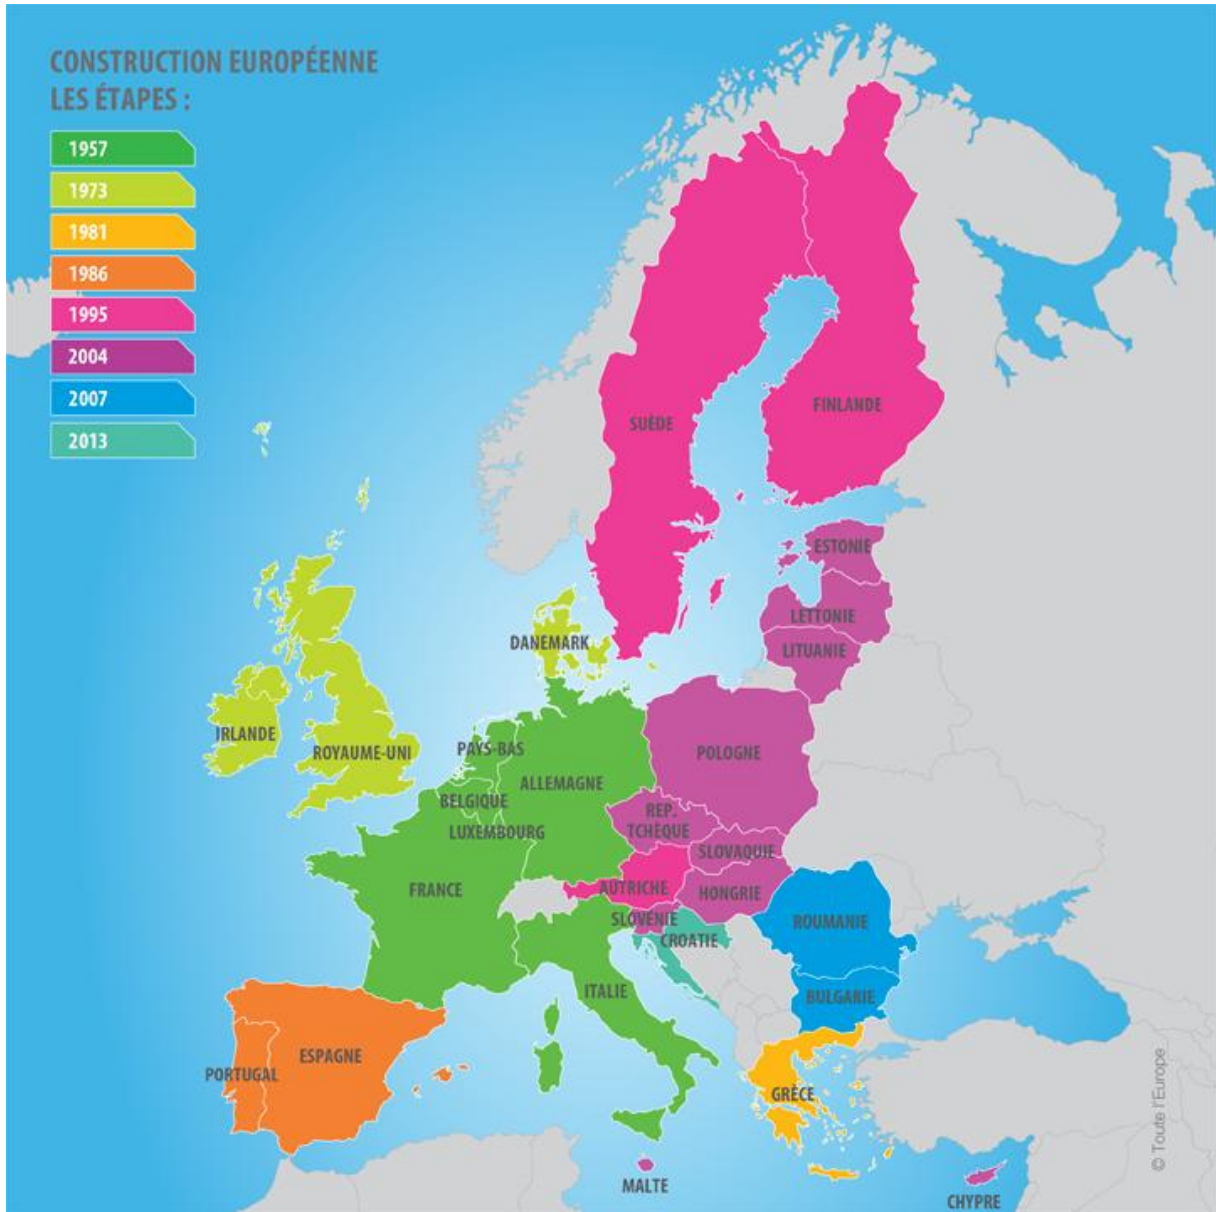 CONSTRUCTION EUROPÉENNE
LES ÉTAPES :
1957
1973
1981
1986
1995
2004
2007
2013
SUÈDE
FINLANDE
ESTONIE
LETTONIE
LITUANIE
DANEMARK
IRLANDE
ROYAUME-UNI
PAYS-BAS
BELGIQUE
LUXEMBOURG
ALLEMAGNE
POLOGNE
REP.
TCHÈQUE
SLOVAQUIE
FRANCE
AUTRICHE
HONGRIE
SLOVÉNIE
CROATIE
ROUMANIE
BULGARIE
ITALIE
PORTUGAL
ESPAGNE
GRÈCE
MALTE
CHYPRE
© Toute l'Europe